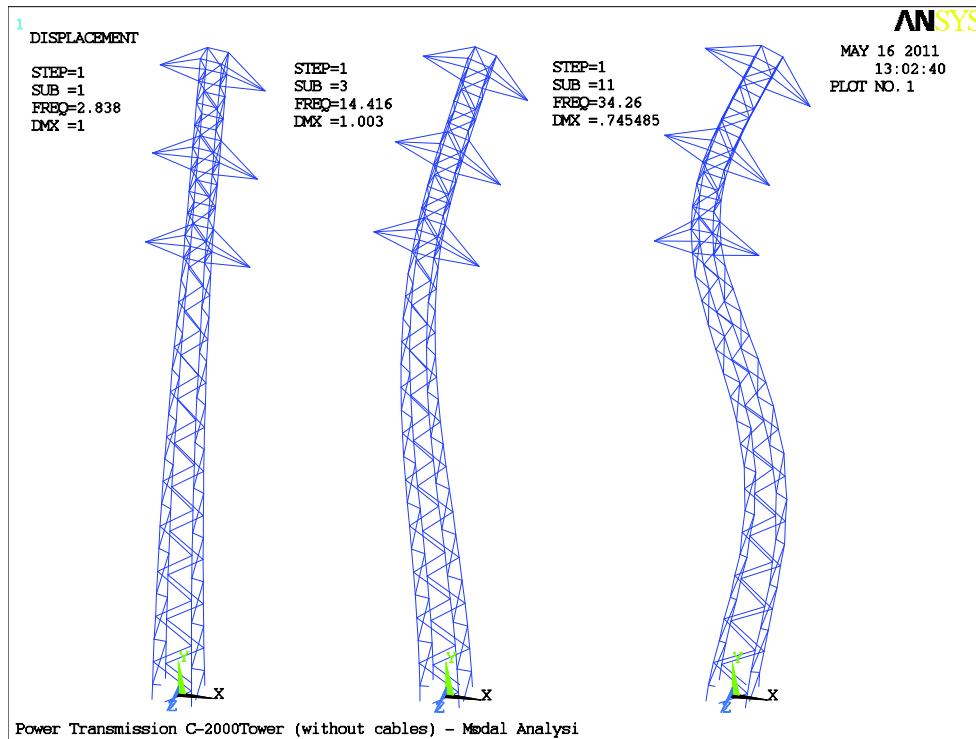 1
DISPLACEMENT
STEP=1
SUB =1
FREQ=2.838
DMX =1
STEP=1
SUB =3
FREQ=14.416
DMX =1.003
STEP=1
SUB =11
FREQ=34.26
DMX =.745485
ANSYS
MAY 16 2011
13:02:40
PLOT NO. 1
Y
X
Z
Y
X
Z
Y
X
Z
Power Transmission C-2000Tower (without cables) - Modal Analysi